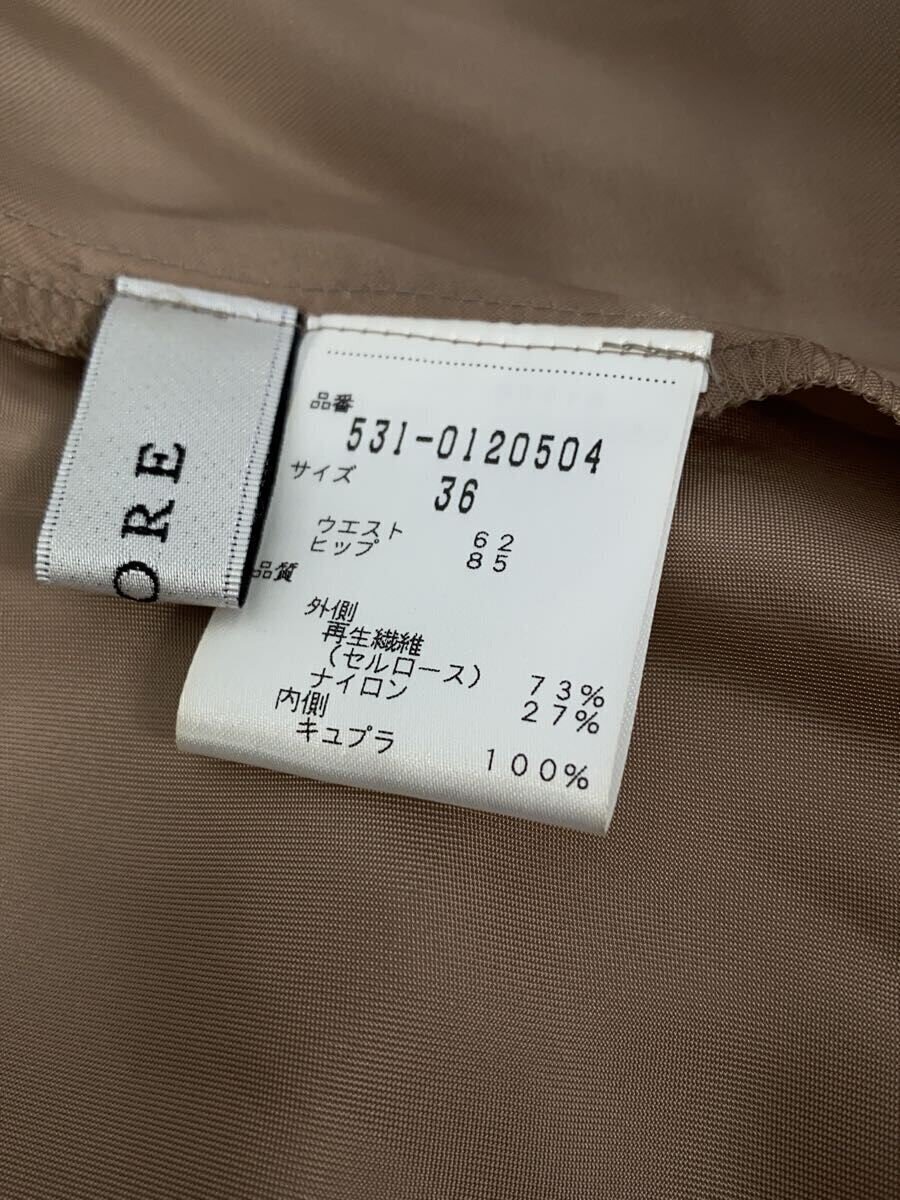 ORE
品番
531-0120504
サイズ
36
ウエスト 62
ヒップ 85
品質
外側
再生繊維
(セルロース) 73%
ナイロン 27%
内側
キュプラ 100%